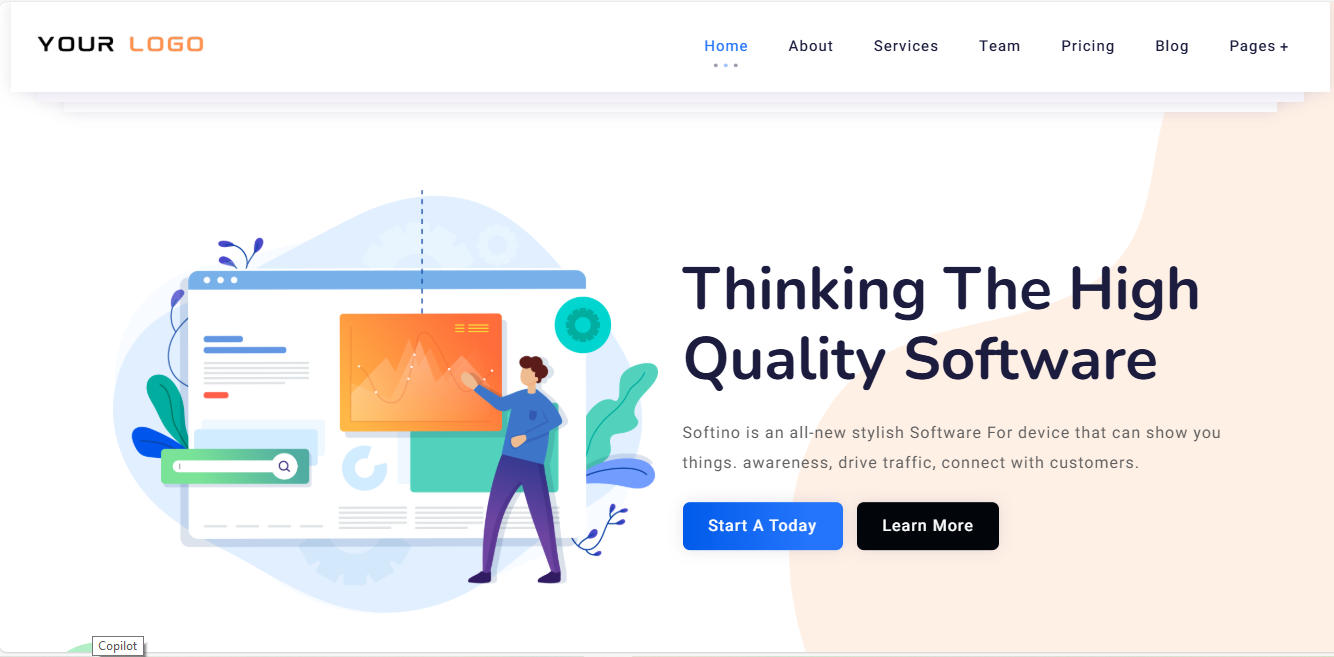 YOUR LOGO
Home
About
Services
Team
Pricing
Blog
Pages +
Thinking The High
Quality Software
Softino is an all-new stylish Software For device that can show you
things. awareness, drive traffic, connect with customers.
Start A Today
Learn More
Copilot